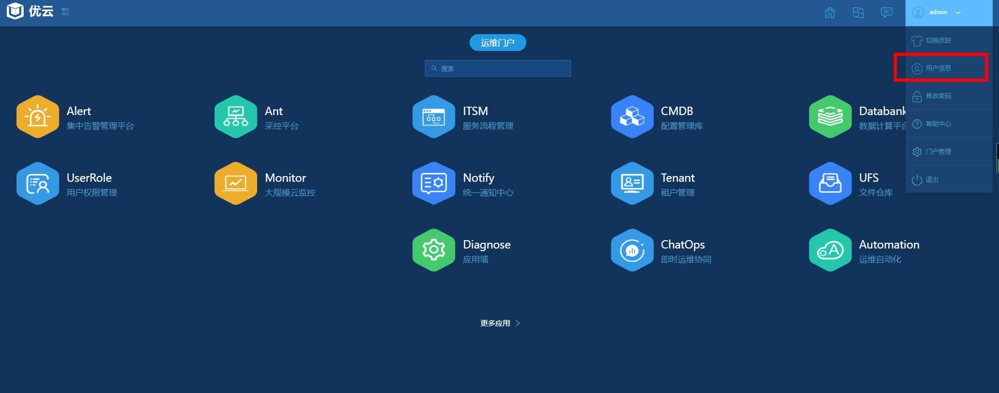 优云
admin
运维门户
搜索
切换皮肤
用户信息
修改密码
帮助中心
门户管理
退出
Alert
集中告警管理平台
Ant
采控平台
ITSM
服务流程管理
CMDB
配置管理库
Databank
数据计算平台
UserRole
用户权限管理
Monitor
大规模云监控
Notify
统一通知中心
Tenant
租户管理
UFS
文件仓库
Diagnose
应用墙
ChatOps
即时运维协同
Automation
运维自动化
更多应用